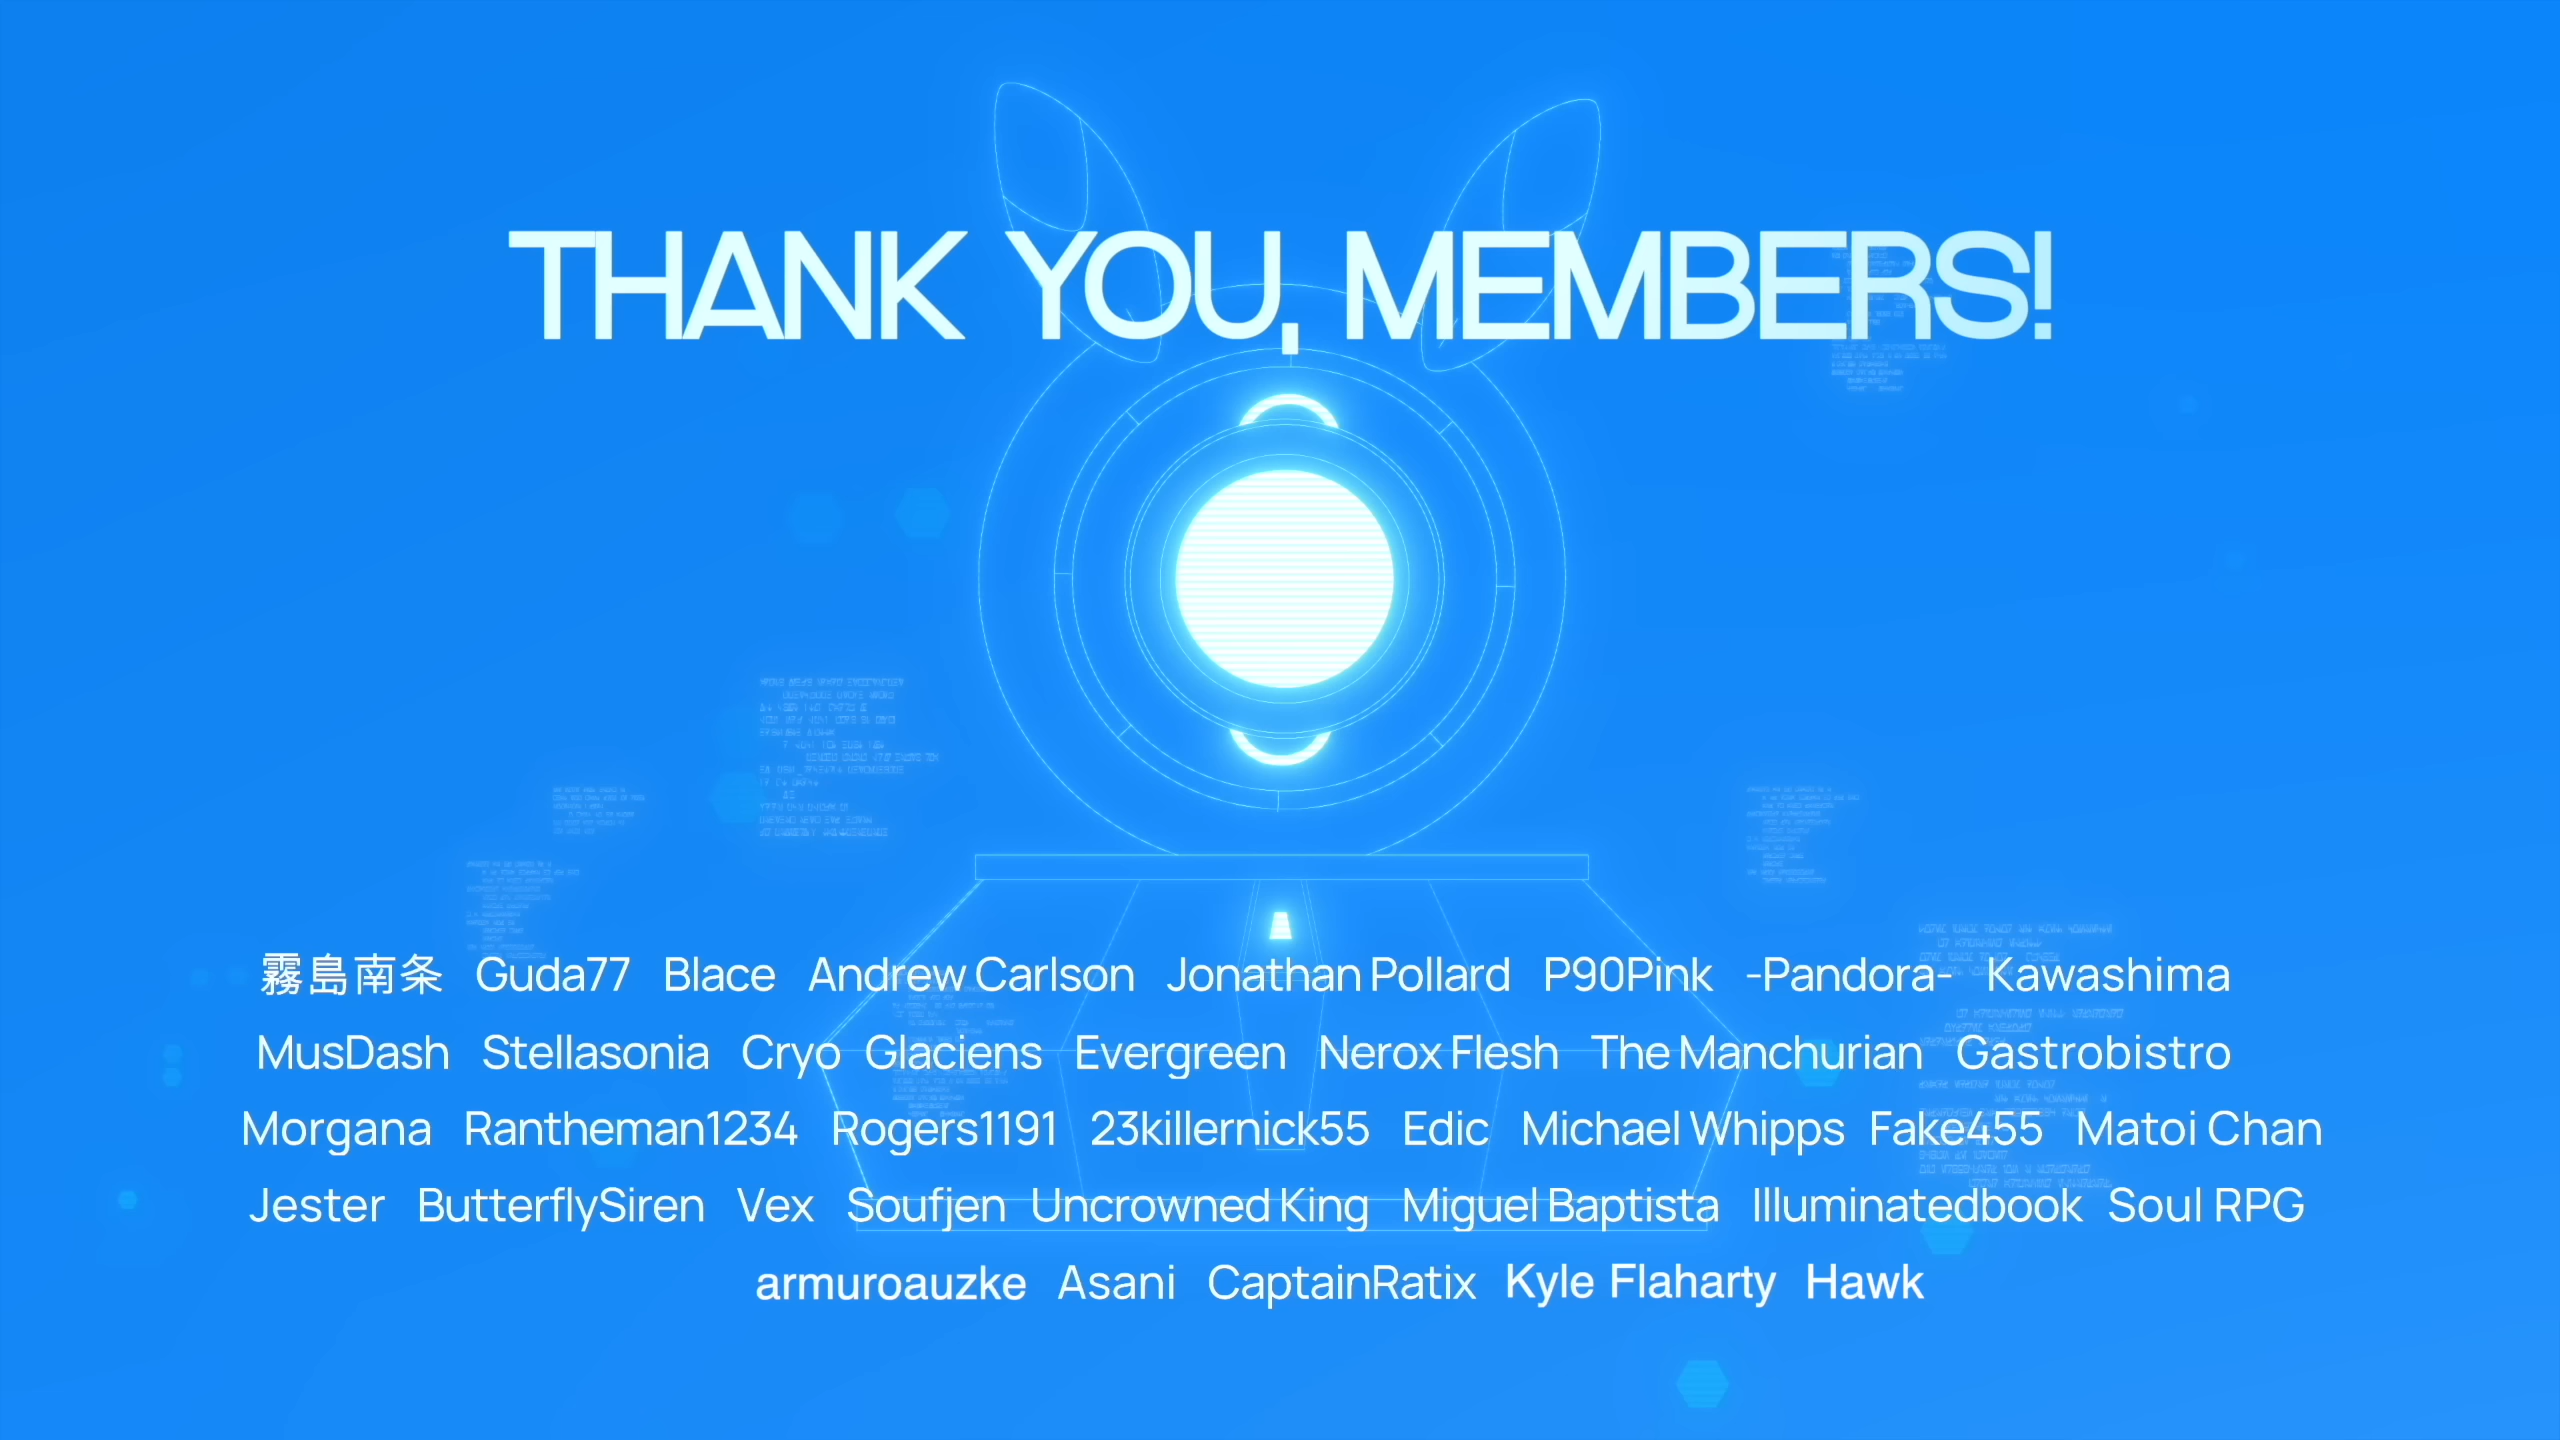 THANK YOU, MEMBERS!
霧島南条 Guda77 Blace Andrew Carlson Jonathan Pollard P90Pink -Pandora- Kawashima
MusDash Stellasonia Cryo Glaciens Evergreen Nerox Flesh The Manchurian Gastrobistro
Morgana Rantheman1234 Rogers1191 23killernick55 Edic Michael Whipps Fake455 Matoi Chan
Jester ButterflySiren Vex Soufjen Uncrowned King Miguel Baptista Illuminatedbook Soul RPG
armuroauzke Asani CaptainRatix Kyle Flaharty Hawk